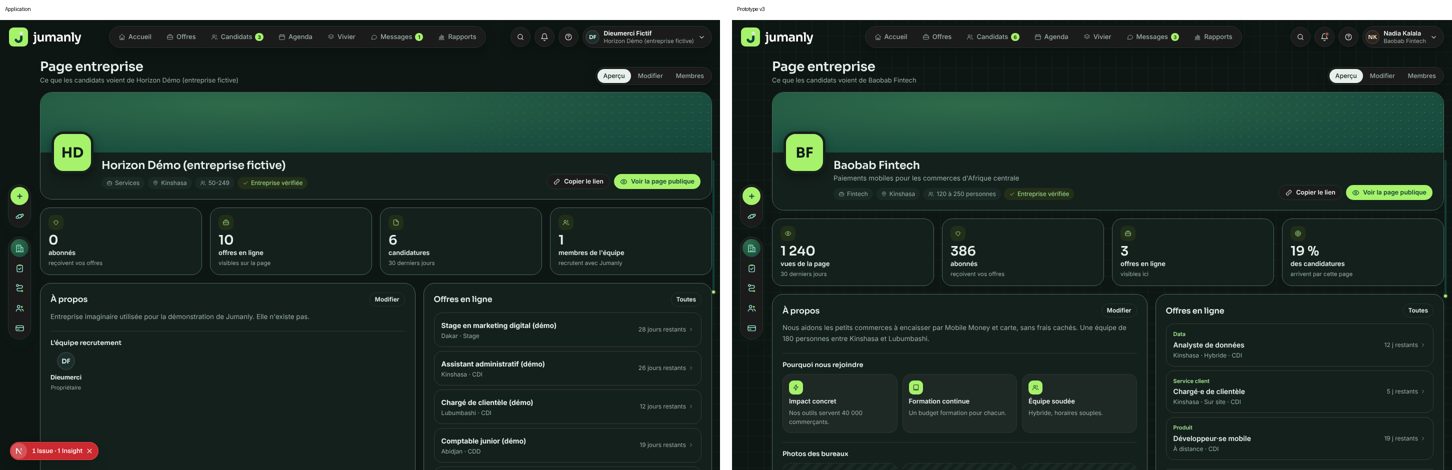 Application
jumanly
Accueil
Offres
Candidats 3
Agenda
Vivier
Messages 1
Rapports
DF
Dieumerci Fictif
Horizon Démo (entreprise fictive)
Page entreprise
Ce que les candidats voient de Horizon Démo (entreprise fictive)
Aperçu
Modifier
Membres
HD
Horizon Démo (entreprise fictive)
Services
Kinshasa
50-249
Entreprise vérifiée
Copier le lien
Voir la page publique
0
abonnés
reçoivent vos offres
10
offres en ligne
visibles sur la page
6
candidatures
30 derniers jours
1
membres de l'équipe
recrutent avec Jumanly
À propos
Modifier
Entreprise imaginaire utilisée pour la démonstration de Jumanly. Elle n'existe pas.
L'équipe recrutement
DF
Dieumerci
Propriétaire
Offres en ligne
Toutes
Stage en marketing digital (démo)
Dakar · Stage
28 jours restants
Assistant administratif (démo)
Kinshasa · CDI
26 jours restants
Chargé de clientèle (démo)
Lubumbashi · CDI
12 jours restants
Comptable junior (démo)
Abidjan · CDD
19 jours restants
N
1 Issue · 1 Insight
Prototype v3
jumanly
Accueil
Offres
Candidats 6
Agenda
Vivier
Messages 3
Rapports
NK
Nadia Kalala
Baobab Fintech
Page entreprise
Ce que les candidats voient de Baobab Fintech
Aperçu
Modifier
Membres
BF
Baobab Fintech
Paiements mobiles pour les commerces d'Afrique centrale
Fintech
Kinshasa
120 à 250 personnes
Entreprise vérifiée
Copier le lien
Voir la page publique
1 240
vues de la page
30 derniers jours
386
abonnés
reçoivent vos offres
3
offres en ligne
visibles ici
19 %
des candidatures
arrivent par cette page
À propos
Modifier
Nous aidons les petits commerces à encaisser par Mobile Money et carte, sans frais cachés. Une équipe de
180 personnes entre Kinshasa et Lubumbashi.
Pourquoi nous rejoindre
Impact concret
Nos outils servent 40 000
commerçants.
Formation continue
Un budget formation pour chacun.
Équipe soudée
Hybride, horaires souples.
Photos des bureaux
Offres en ligne
Toutes
Data
Analyste de données
Kinshasa · Hybride · CDI
12 j restants
Service client
Chargé·e de clientèle
Kinshasa · Sur site · CDI
5 j restants
Produit
Développeur·se mobile
À distance · CDI
19 j restants